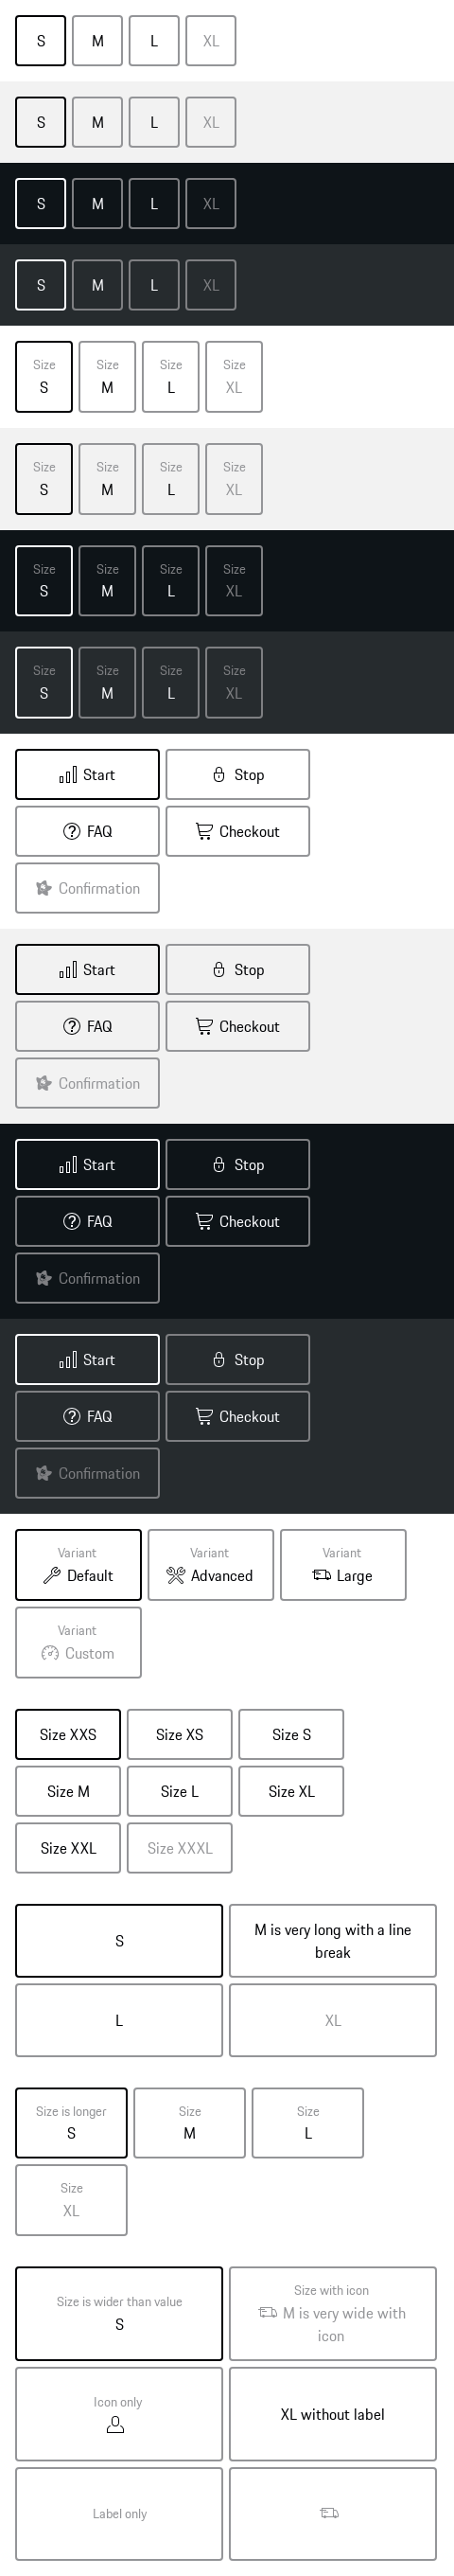 S M L XL
S M L XL
S M L XL
S M L XL
Size Size Size Size
S M L XL
Size Size Size Size
S M L XL
Size Size Size Size
S M L XL
Size Size Size Size
S M L XL
Start Stop
FAQ Checkout
Confirmation
Start Stop
FAQ Checkout
Confirmation
Start Stop
FAQ Checkout
Confirmation
Start Stop
FAQ Checkout
Confirmation
Variant Variant Variant
Default Advanced Large
Variant
Custom
Size XXS Size XS Size S
Size M Size L Size XL
Size XXL Size XXXL
S
M is very long with a line
break
L XL
Size is longer Size Size
S M L
Size
XL
Size is wider than value
S
Size with icon
M is very wide with
icon
Icon only
XL without label
Label only